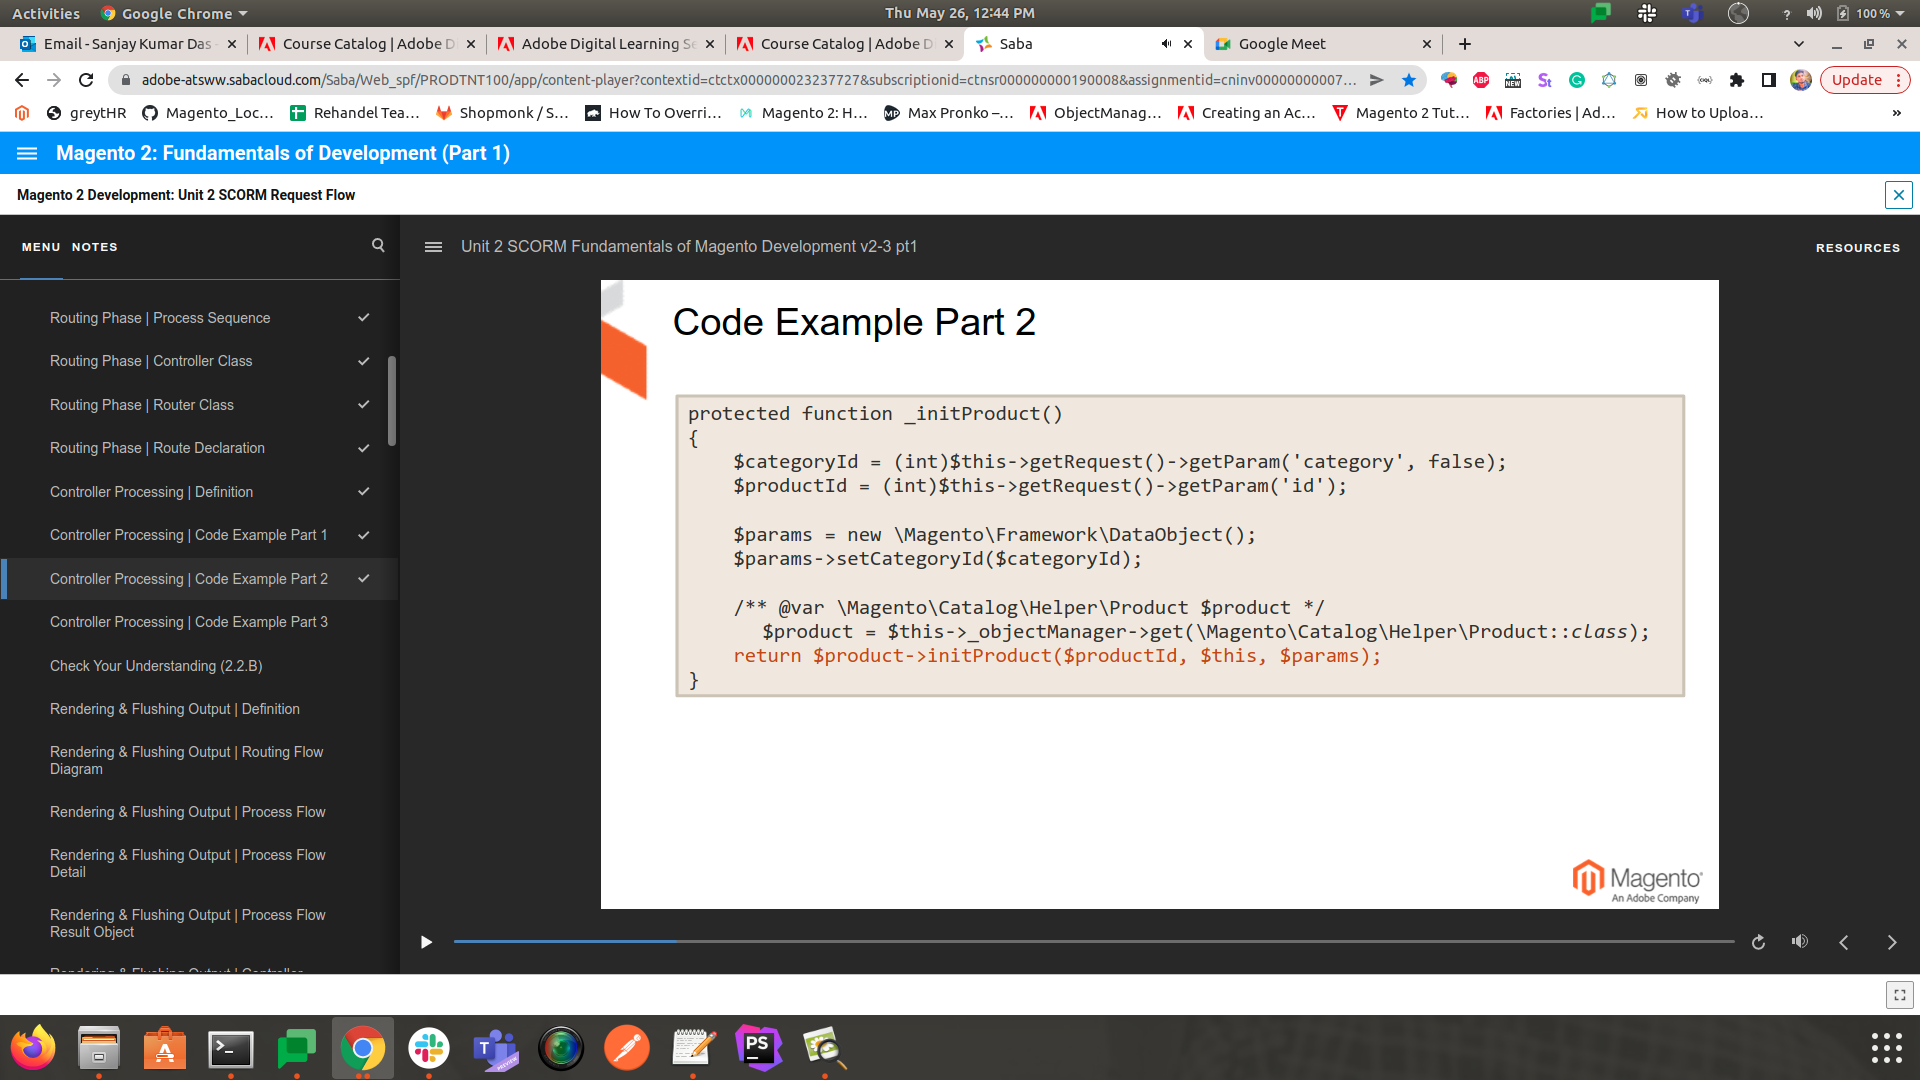 Activities
Google Chrome
Thu May 26, 12:44 PM
100 %
Email - Sanjay Kumar Das
Course Catalog | Adobe D
Adobe Digital Learning Se
Course Catalog | Adobe D
Saba
Google Meet
adobe-atsww.sabacloud.com/Saba/Web_spf/PRODTNT100/app/content-player?contextid=ctctx000000023237727&subscriptionid=ctnsr000000000190008&assignmentid=cninv00000000007...
ABP
NEW
Update
greytHR
Magento_Loc...
Rehandel Tea...
Shopmonk / S...
How To Overri...
Magento 2: H...
Max Pronko –...
ObjectManag...
Creating an Ac...
Magento 2 Tut...
Factories | Ad...
How to Uploa...
Magento 2: Fundamentals of Development (Part 1)
Magento 2 Development: Unit 2 SCORM Request Flow
MENU NOTES
Unit 2 SCORM Fundamentals of Magento Development v2-3 pt1
RESOURCES
Routing Phase | Process Sequence
Routing Phase | Controller Class
Routing Phase | Router Class
Routing Phase | Route Declaration
Controller Processing | Definition
Controller Processing | Code Example Part 1
Controller Processing | Code Example Part 2
Controller Processing | Code Example Part 3
Check Your Understanding (2.2.B)
Rendering & Flushing Output | Definition
Rendering & Flushing Output | Routing Flow
Diagram
Rendering & Flushing Output | Process Flow
Rendering & Flushing Output | Process Flow
Detail
Rendering & Flushing Output | Process Flow
Result Object
Rendering & Flushing Output | Controller
Code Example Part 2
protected function _initProduct()
{
$categoryId = (int)$this->getRequest()->getParam('category', false);
$productId = (int)$this->getRequest()->getParam('id');
$params = new \Magento\Framework\DataObject();
$params->setCategoryId($categoryId);
/** @var \Magento\Catalog\Helper\Product $product */
$product = $this->_objectManager->get(\Magento\Catalog\Helper\Product::class);
return $product->initProduct($productId, $this, $params);
}
Magento
An Adobe Company
PS